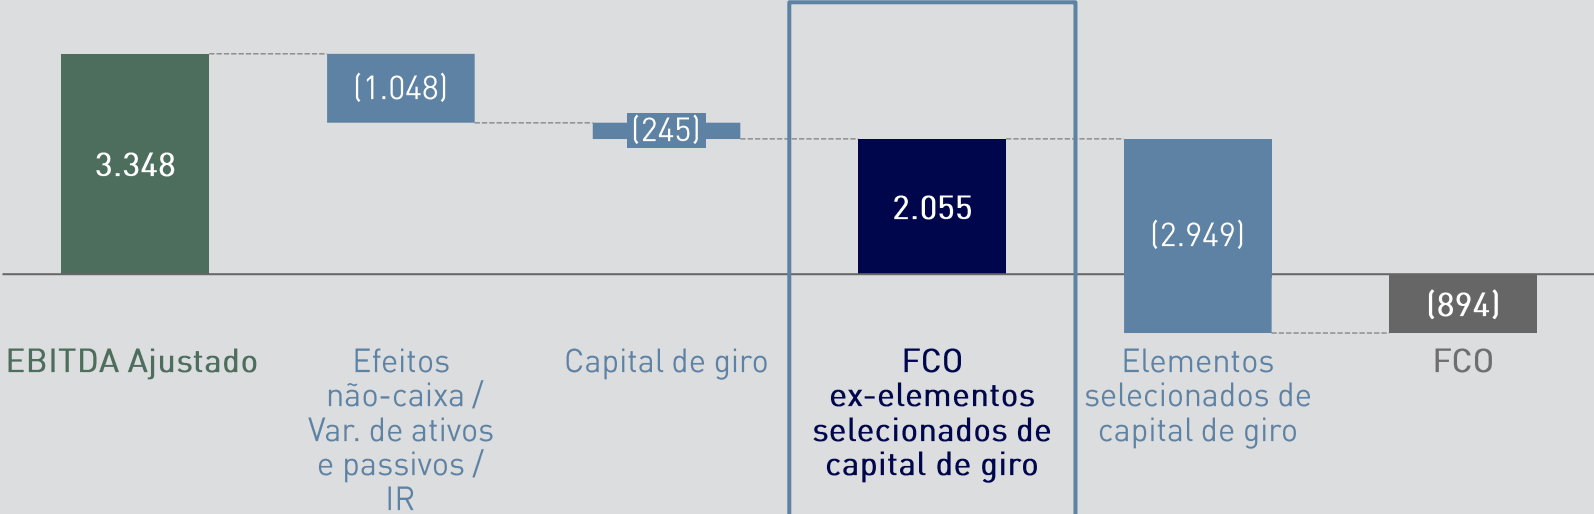 3.348
(1.048)
(245)
2.055
(2.949)
(894)
EBITDA Ajustado
Efeitos
não-caixa /
Var. de ativos
e passivos /
IR
Capital de giro
FCO
ex-elementos
selecionados de
capital de giro
Elementos
selecionados de
capital de giro
FCO